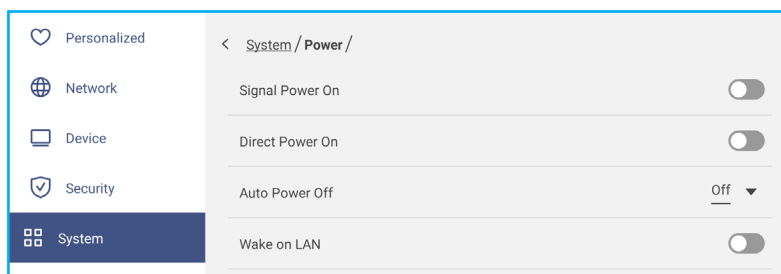 Personalized
Network
Device
Security
System
System / Power /
Signal Power On
Direct Power On
Auto Power Off Off
Wake on LAN